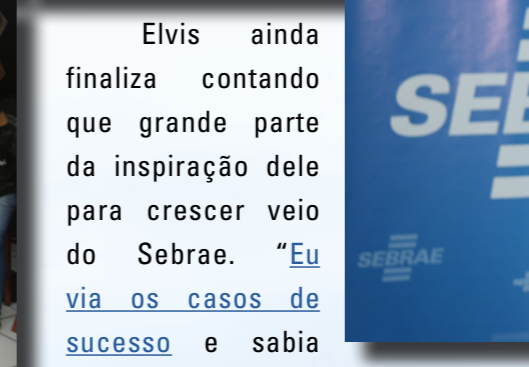 Elvis ainda
finaliza contando
que grande parte
da inspiração dele
para crescer veio
do Sebrae. “Eu
via os casos de
sucesso e sabia
SEBRAE